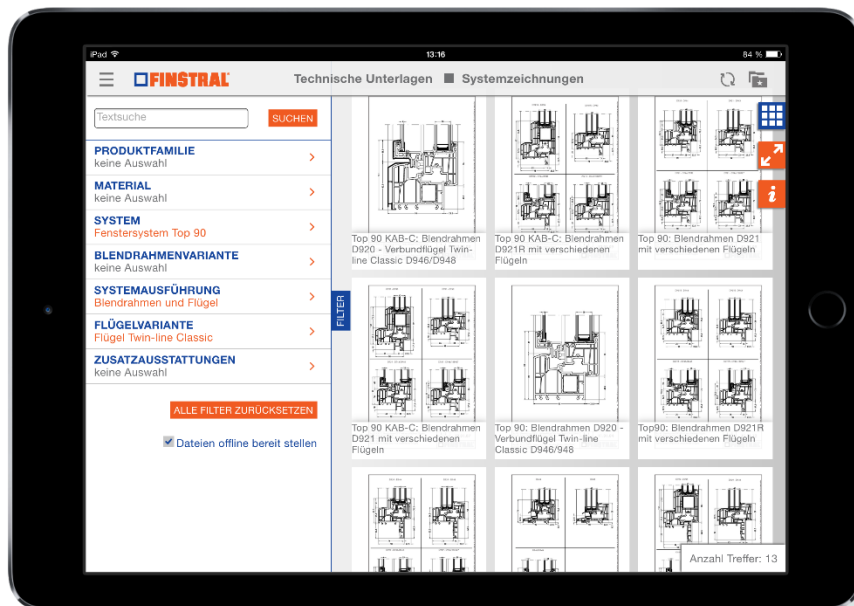 iPad
13:16
84 %
FINSTRAL
Technische Unterlagen
Systemzeichnungen
Textsuche
SUCHEN
PRODUKTFAMILIE
keine Auswahl
MATERIAL
keine Auswahl
SYSTEM
Fenstersystem Top 90
BLENDRAHMENVARIANTE
keine Auswahl
SYSTEMAUSFÜHRUNG
Blendrahmen und Flügel
FLÜGELVARIANTE
Flügel Twin-line Classic
ZUSATZAUSSTATTUNGEN
keine Auswahl
ALLE FILTER ZURÜCKSETZEN
Dateien offline bereit stellen
FILTER
i
Top 90 KAB-C: Blendrahmen
D920 - Verbundflügel Twin-
line Classic D946/D948
Top 90 KAB-C: Blendrahmen
D921R mit verschiedenen
Flügeln
Top 90: Blendrahmen D921
mit verschiedenen Flügeln
Top 90 KAB-C: Blendrahmen
D921 mit verschiedenen
Flügeln
Top 90: Blendrahmen D920 -
Verbundflügel Twin-line
Classic D946/948
Top90: Blendrahmen D921R
mit verschiedenen Flügeln
Anzahl Treffer: 13